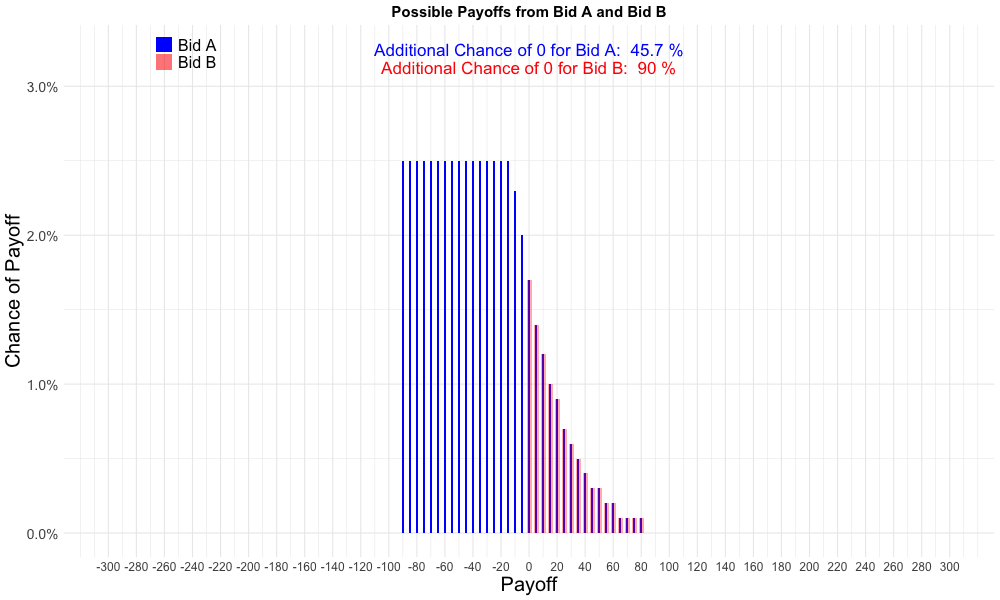 Possible Payoffs from Bid A and Bid B
Bid A
Bid B
Additional Chance of 0 for Bid A:  45.7 %
Additional Chance of 0 for Bid B:  90 %
Chance of Payoff
3.0%
2.0%
1.0%
0.0%
-300 -280 -260 -240 -220 -200 -180 -160 -140 -120 -100 -80 -60 -40 -20 0 20 40 60 80 100 120 140 160 180 200 220 240 260 280 300
Payoff